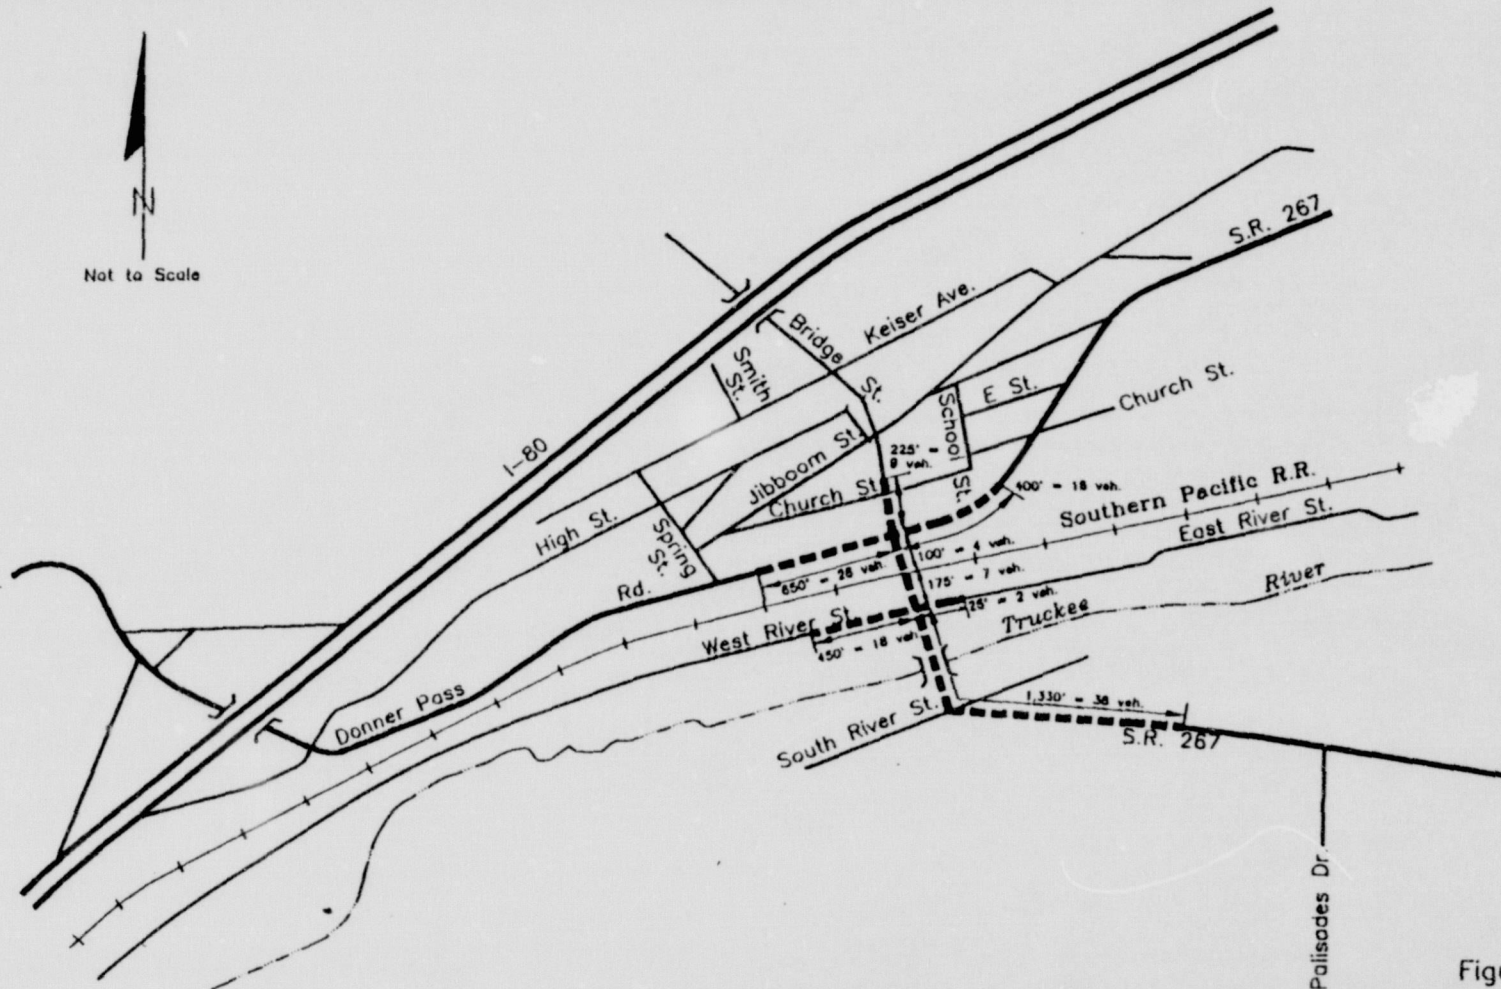 N
Not to Scale
S.R. 267
Keiser Ave.
Bridge
St.
Smith
St.
I-80
School
St.
E St.
Church St.
Jibboom St.
225' =
9 veh.
Church St.
400' = 16 veh.
Southern Pacific R.R.
High St.
Spring
St.
East River St.
100' = 4 veh.
Rd.
650' = 26 veh.
175' = 7 veh.
River
25' = 2 veh.
West River St.
Truckee
450' = 18 veh.
Donner Pass
1,330' = 38 veh.
South River St.
S.R. 267
Palisades Dr.